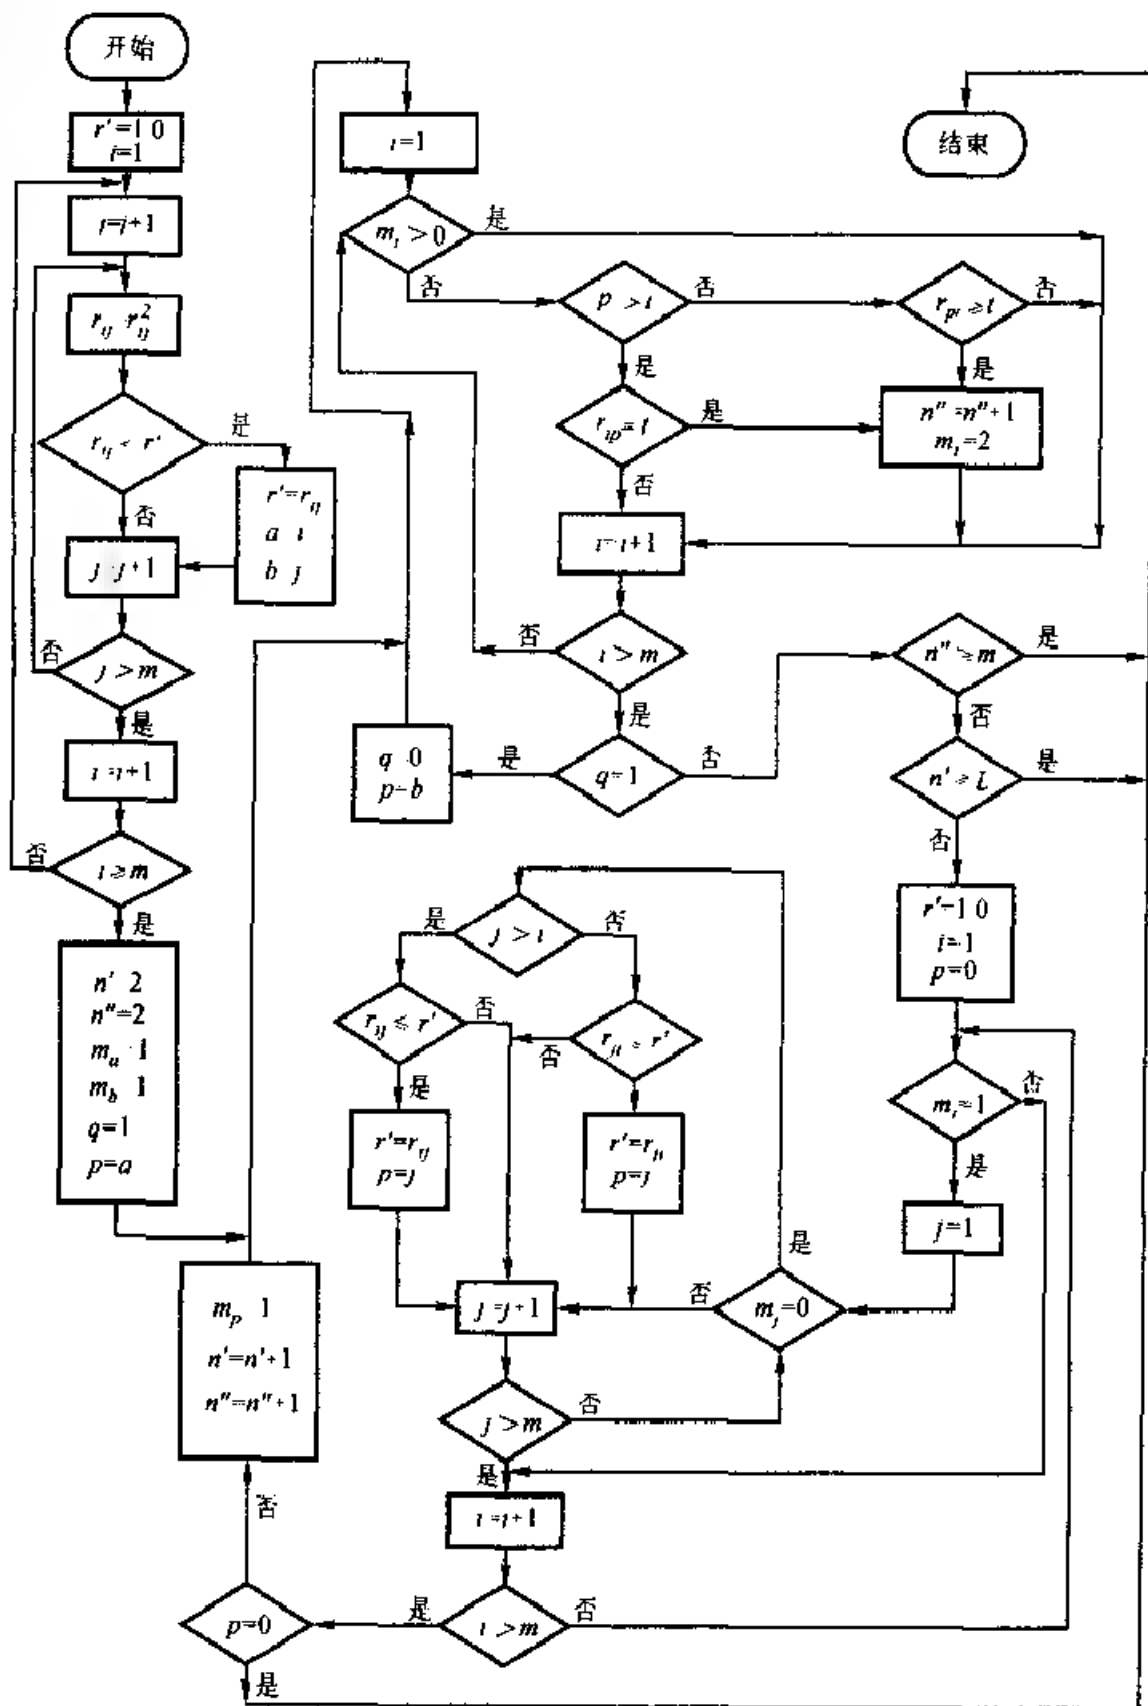 开始
r'=1 0
i=1
j=i+1
r_ij r_ij^2
r_ij < r'
是
否
r'=r_ij
a i
b j
j=j+1
j>m
否
是
i=i+1
i≥m
否
是
n' 2
n''=2
m_a 1
m_b 1
q=1
p=a
m_p 1
n'=n'+1
n''=n''+1
否
p=0
是
i=1
m_i>0
是
否
p>i
否
是
r_pi≥t
否
是
r_ip=t
是
否
n''=n''+1
m_i=2
i=i+1
i>m
否
是
q 0
p=b
是
q=1
否
n''≥m
是
否
n'≥L
是
否
r'=1 0
i=1
p=0
m_i=1
否
是
j=1
m_j=0
是
否
j>i
是
否
r_ij≤r'
否
是
r_ji<r'
否
r'=r_ij
p=j
r'=r_ji
p=j
j=j+1
j>m
否
是
i=i+1
i>m
是
否
结束